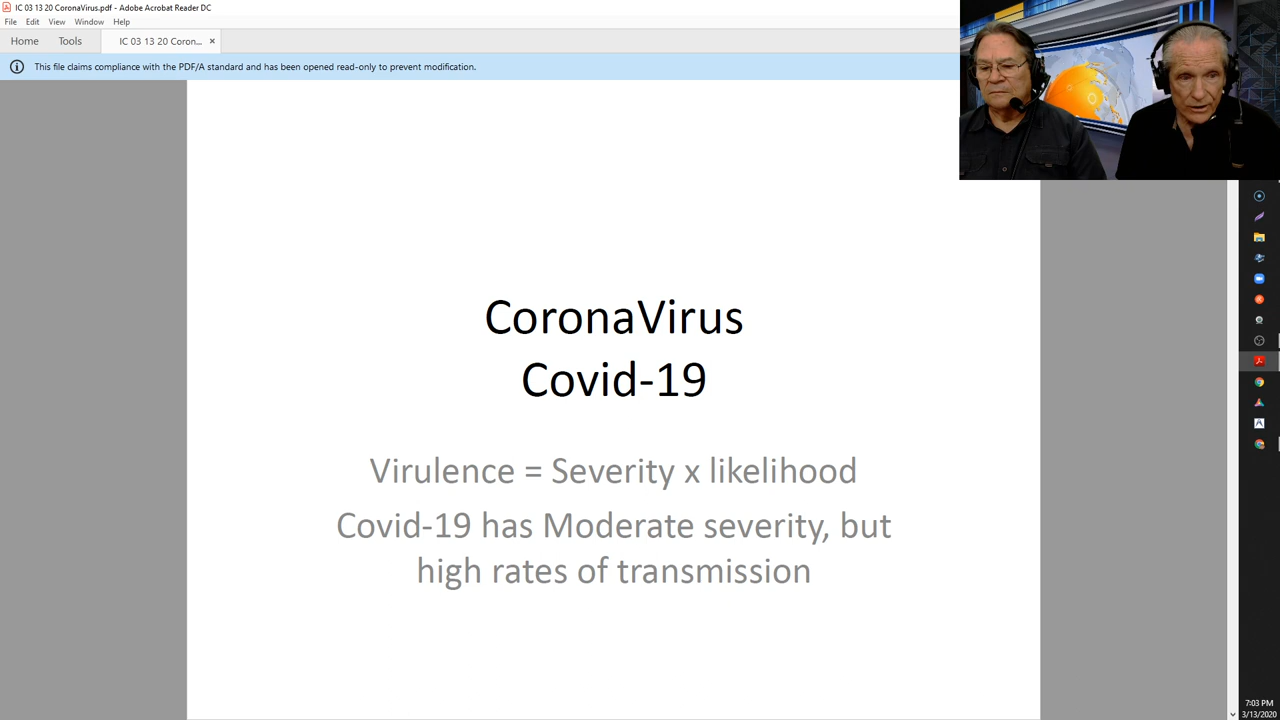 IC 03 13 20 CoronaVirus.pdf - Adobe Acrobat Reader DC
File Edit View Window Help
Home Tools IC 03 13 20 Coron... ×
This file claims compliance with the PDF/A standard and has been opened read-only to prevent modification.
CoronaVirus
Covid-19
Virulence = Severity x likelihood
Covid-19 has Moderate severity, but
high rates of transmission
7:03 PM
3/13/2020